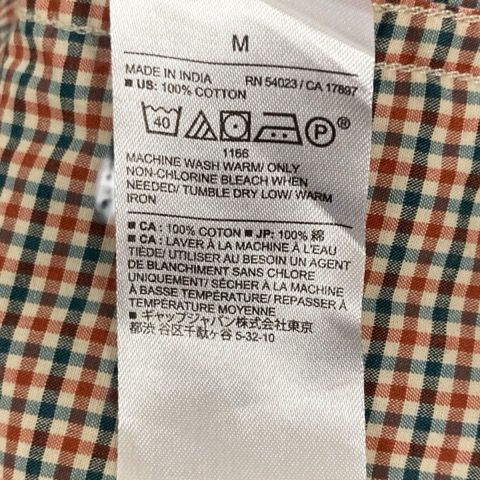 M
MADE IN INDIA RN 54023 / CA 17897
■ US: 100% COTTON
40 P ®
1166
MACHINE WASH WARM/ ONLY
NON-CHLORINE BLEACH WHEN
NEEDED/ TUMBLE DRY LOW/ WARM
IRON
■ CA : 100% COTON ■ JP: 100% 綿
■ CA : LAVER À LA MACHINE À L'EAU
TIÈDE/ UTILISER AU BESOIN UN AGENT
DE BLANCHIMENT SANS CHLORE
UNIQUEMENT/ SÉCHER À LA MACHINE
À BASSE TEMPÉRATURE/ REPASSER À
TEMPÉRATURE MOYENNE
■ ギャップジャパン株式会社東京
都渋 谷区千駄ヶ谷 5-32-10